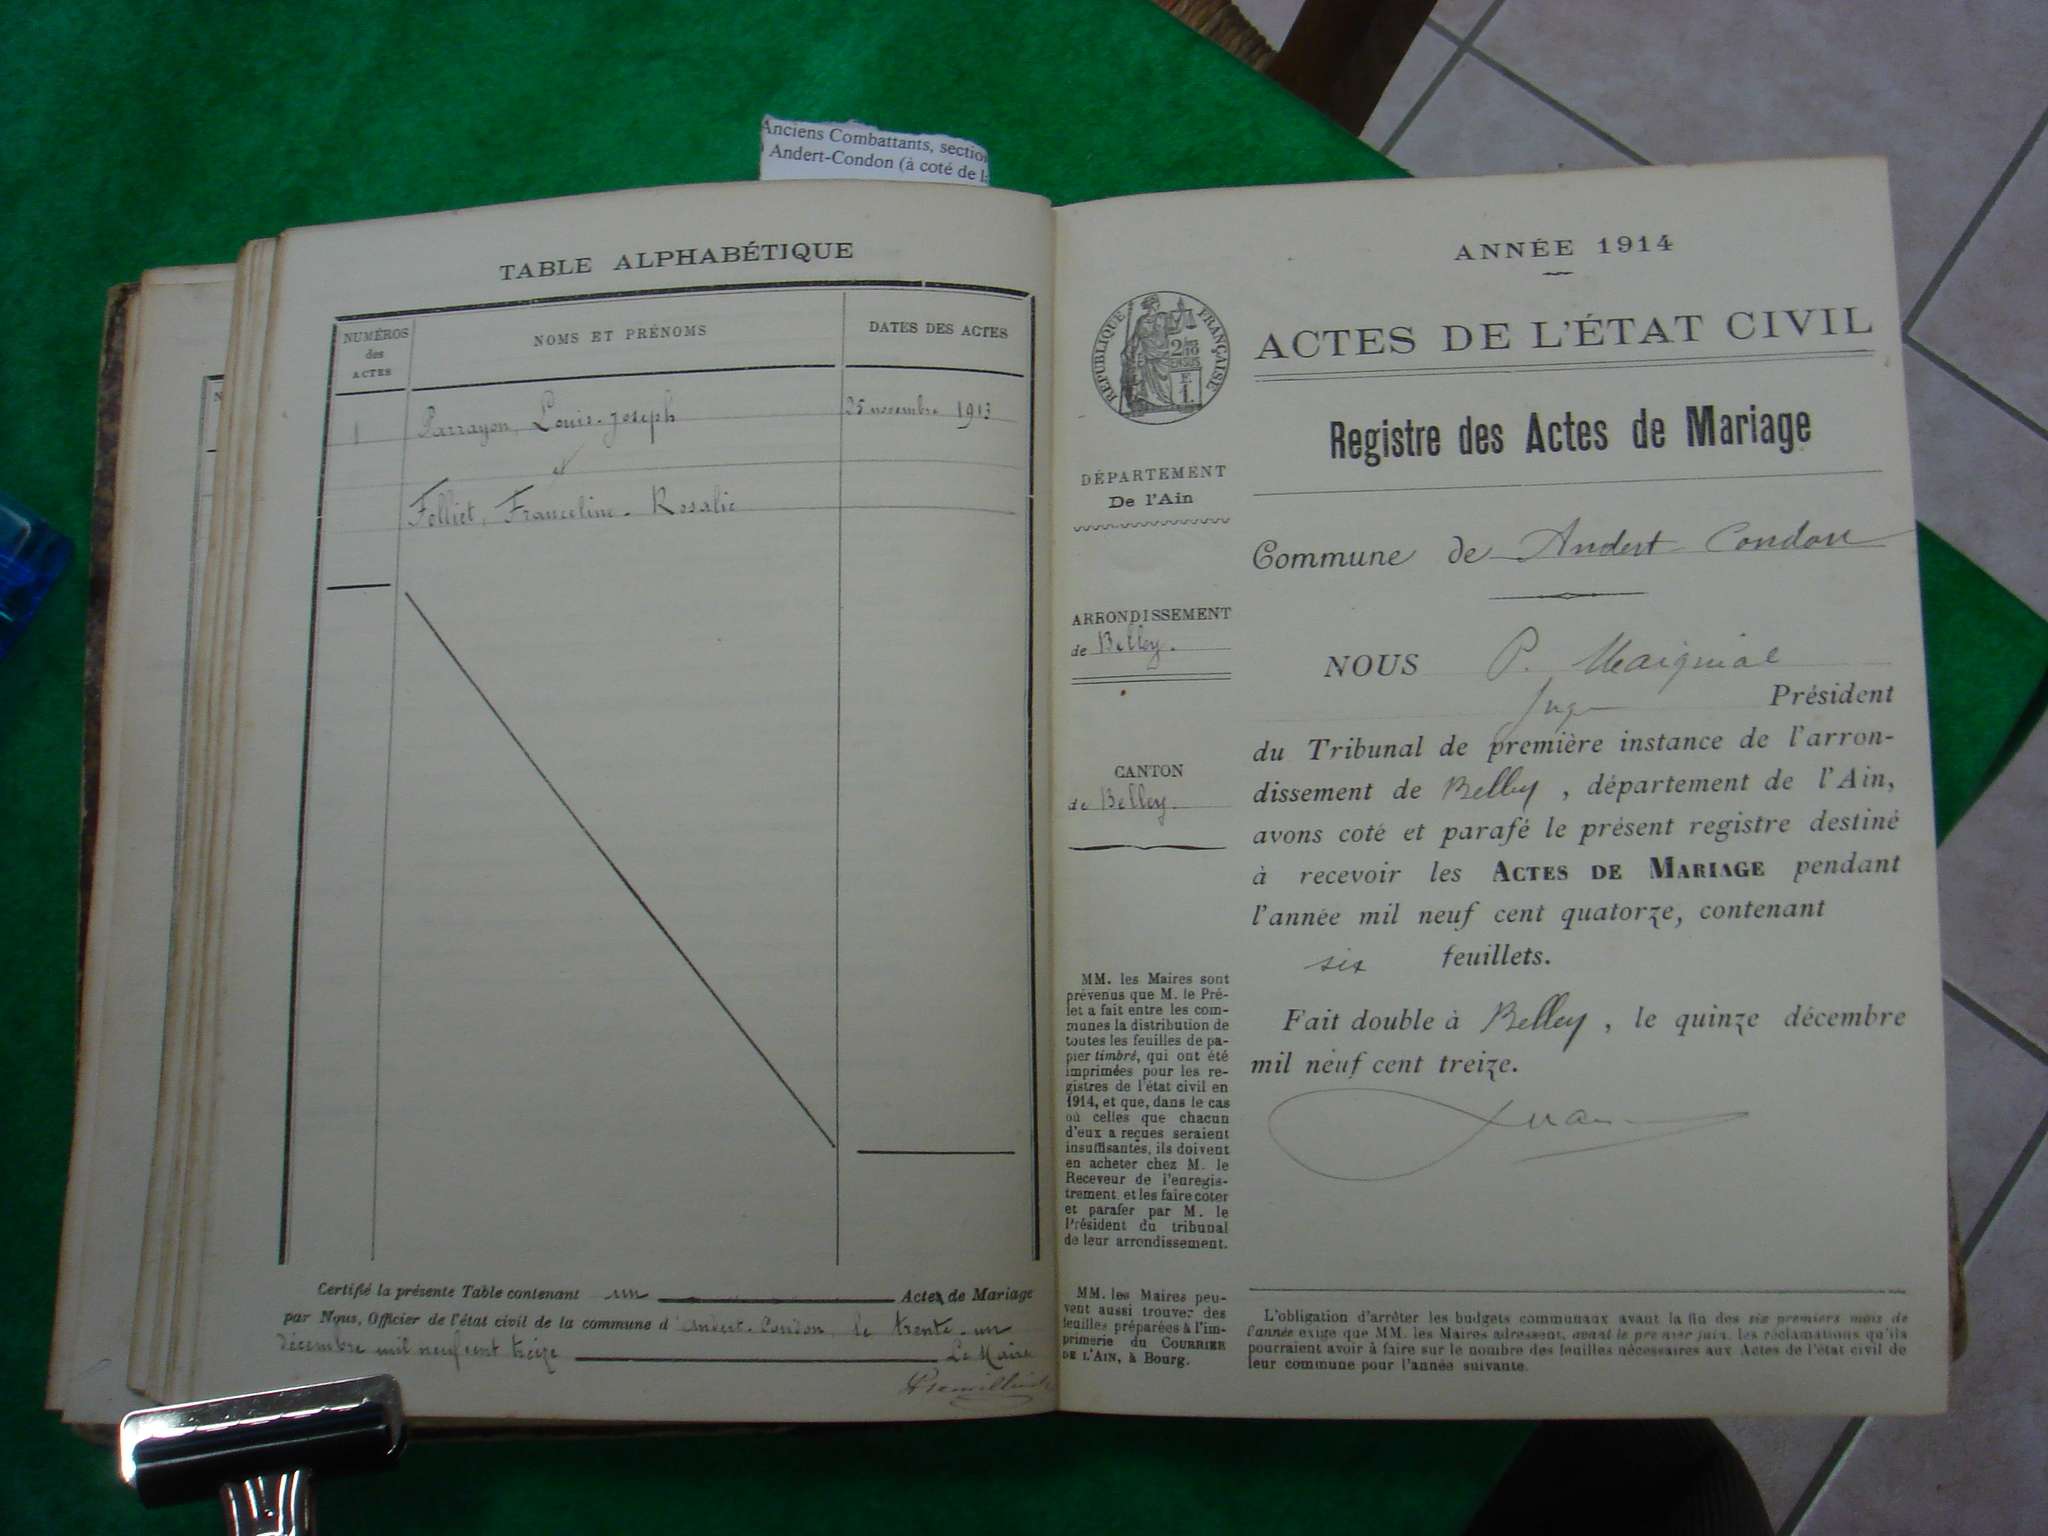 Anciens Combattants, section
Andert-Condon (à coté de l
TABLE ALPHABÉTIQUE
NUMÉROS
des
ACTES
NOMS ET PRÉNOMS
DATES DES ACTES
1 Parrayon, Louis-Joseph 25 novembre 1913
et
Folliet, Franceline-Rosalie
Certifié la présente Table contenant un Acte de Mariage
par Nous, Officier de l'état civil de la commune d'Andert-Condon, le trente-un
décembre mil neuf cent treize Le Maire
ANNÉE 1914
RÉPUBLIQUE FRANÇAISE
2/10
EN SUS
E.
1.
ACTES DE L'ÉTAT CIVIL
Registre des Actes de Mariage
DÉPARTEMENT
De l'Ain
ARRONDISSEMENT
de Belley.
CANTON
de Belley.
MM. les Maires sont
prévenus que M. le Pré-
fet a fait entre les com-
munes la distribution de
toutes les feuilles de pa-
pier timbré, qui ont été
imprimées pour les re-
gistres de l'état civil en
1914, et que, dans le cas
où celles que chacun
d'eux a reçues seraient
insuffisantes, ils doivent
en acheter chez M. le
Receveur de l'enregis-
trement et les faire coter
et parafer par M. le
Président du tribunal
de leur arrondissement.
MM. les Maires peu-
vent aussi trouver des
feuilles préparées à l'im-
primerie du COURRIER
DE L'AIN, à Bourg.
Commune de Andert-Condon
NOUS P.
Juge Président
du Tribunal de première instance de l'arron-
dissement de Belley, département de l'Ain,
avons coté et parafé le présent registre destiné
à recevoir les ACTES DE MARIAGE pendant
l'année mil neuf cent quatorze, contenant
six feuillets.
Fait double à Belley, le quinze décembre
mil neuf cent treize.
L'obligation d'arrêter les budgets communaux avant la fin des six premiers mois de
l'année exige que MM. les Maires adressent, avant le premier juin, les réclamations qu'ils
pourraient avoir à faire sur le nombre des feuilles nécessaires aux Actes de l'état civil de
leur commune pour l'année suivante.